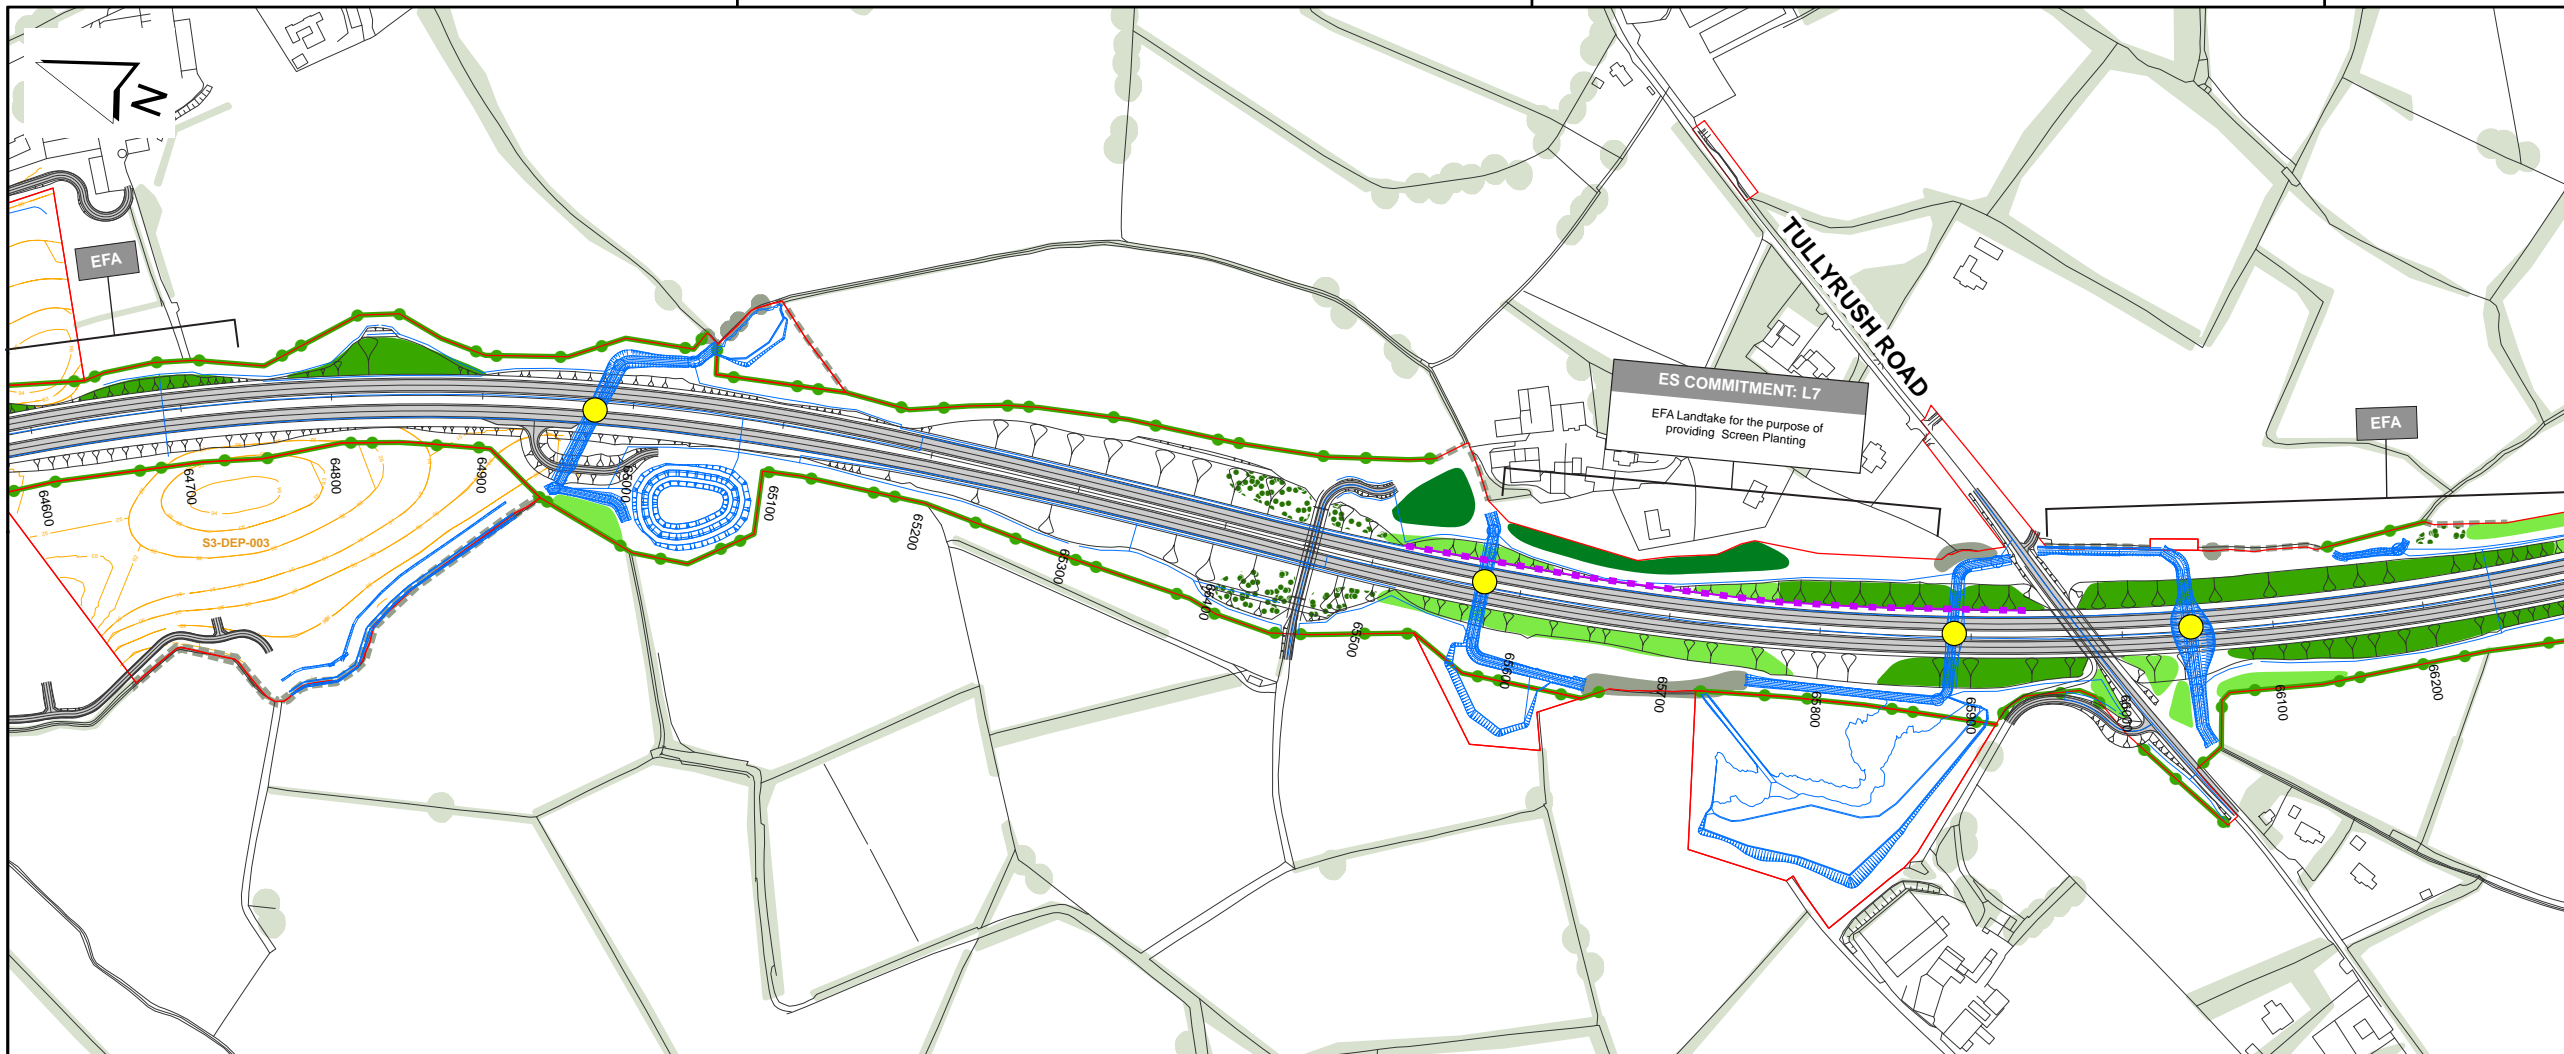 N
EFA
TULLYRUSH ROAD
ES COMMITMENT: L7
EFA Landtake for the purpose of
providing Screen Planting
EFA
S3-DEP-003
64600
64700
64800
64900
65000
65100
65200
65300
65400
65500
65600
65700
65800
65900
66000
66100
66200